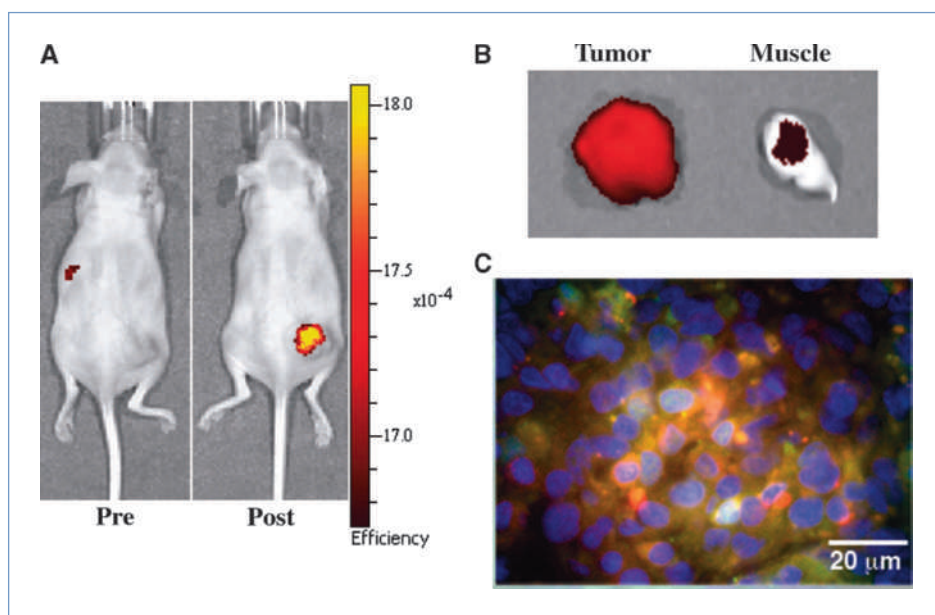 A
18.0
17.5
x10-4
17.0
Pre
Post
Efficiency
B
Tumor
Muscle
C
20 μm